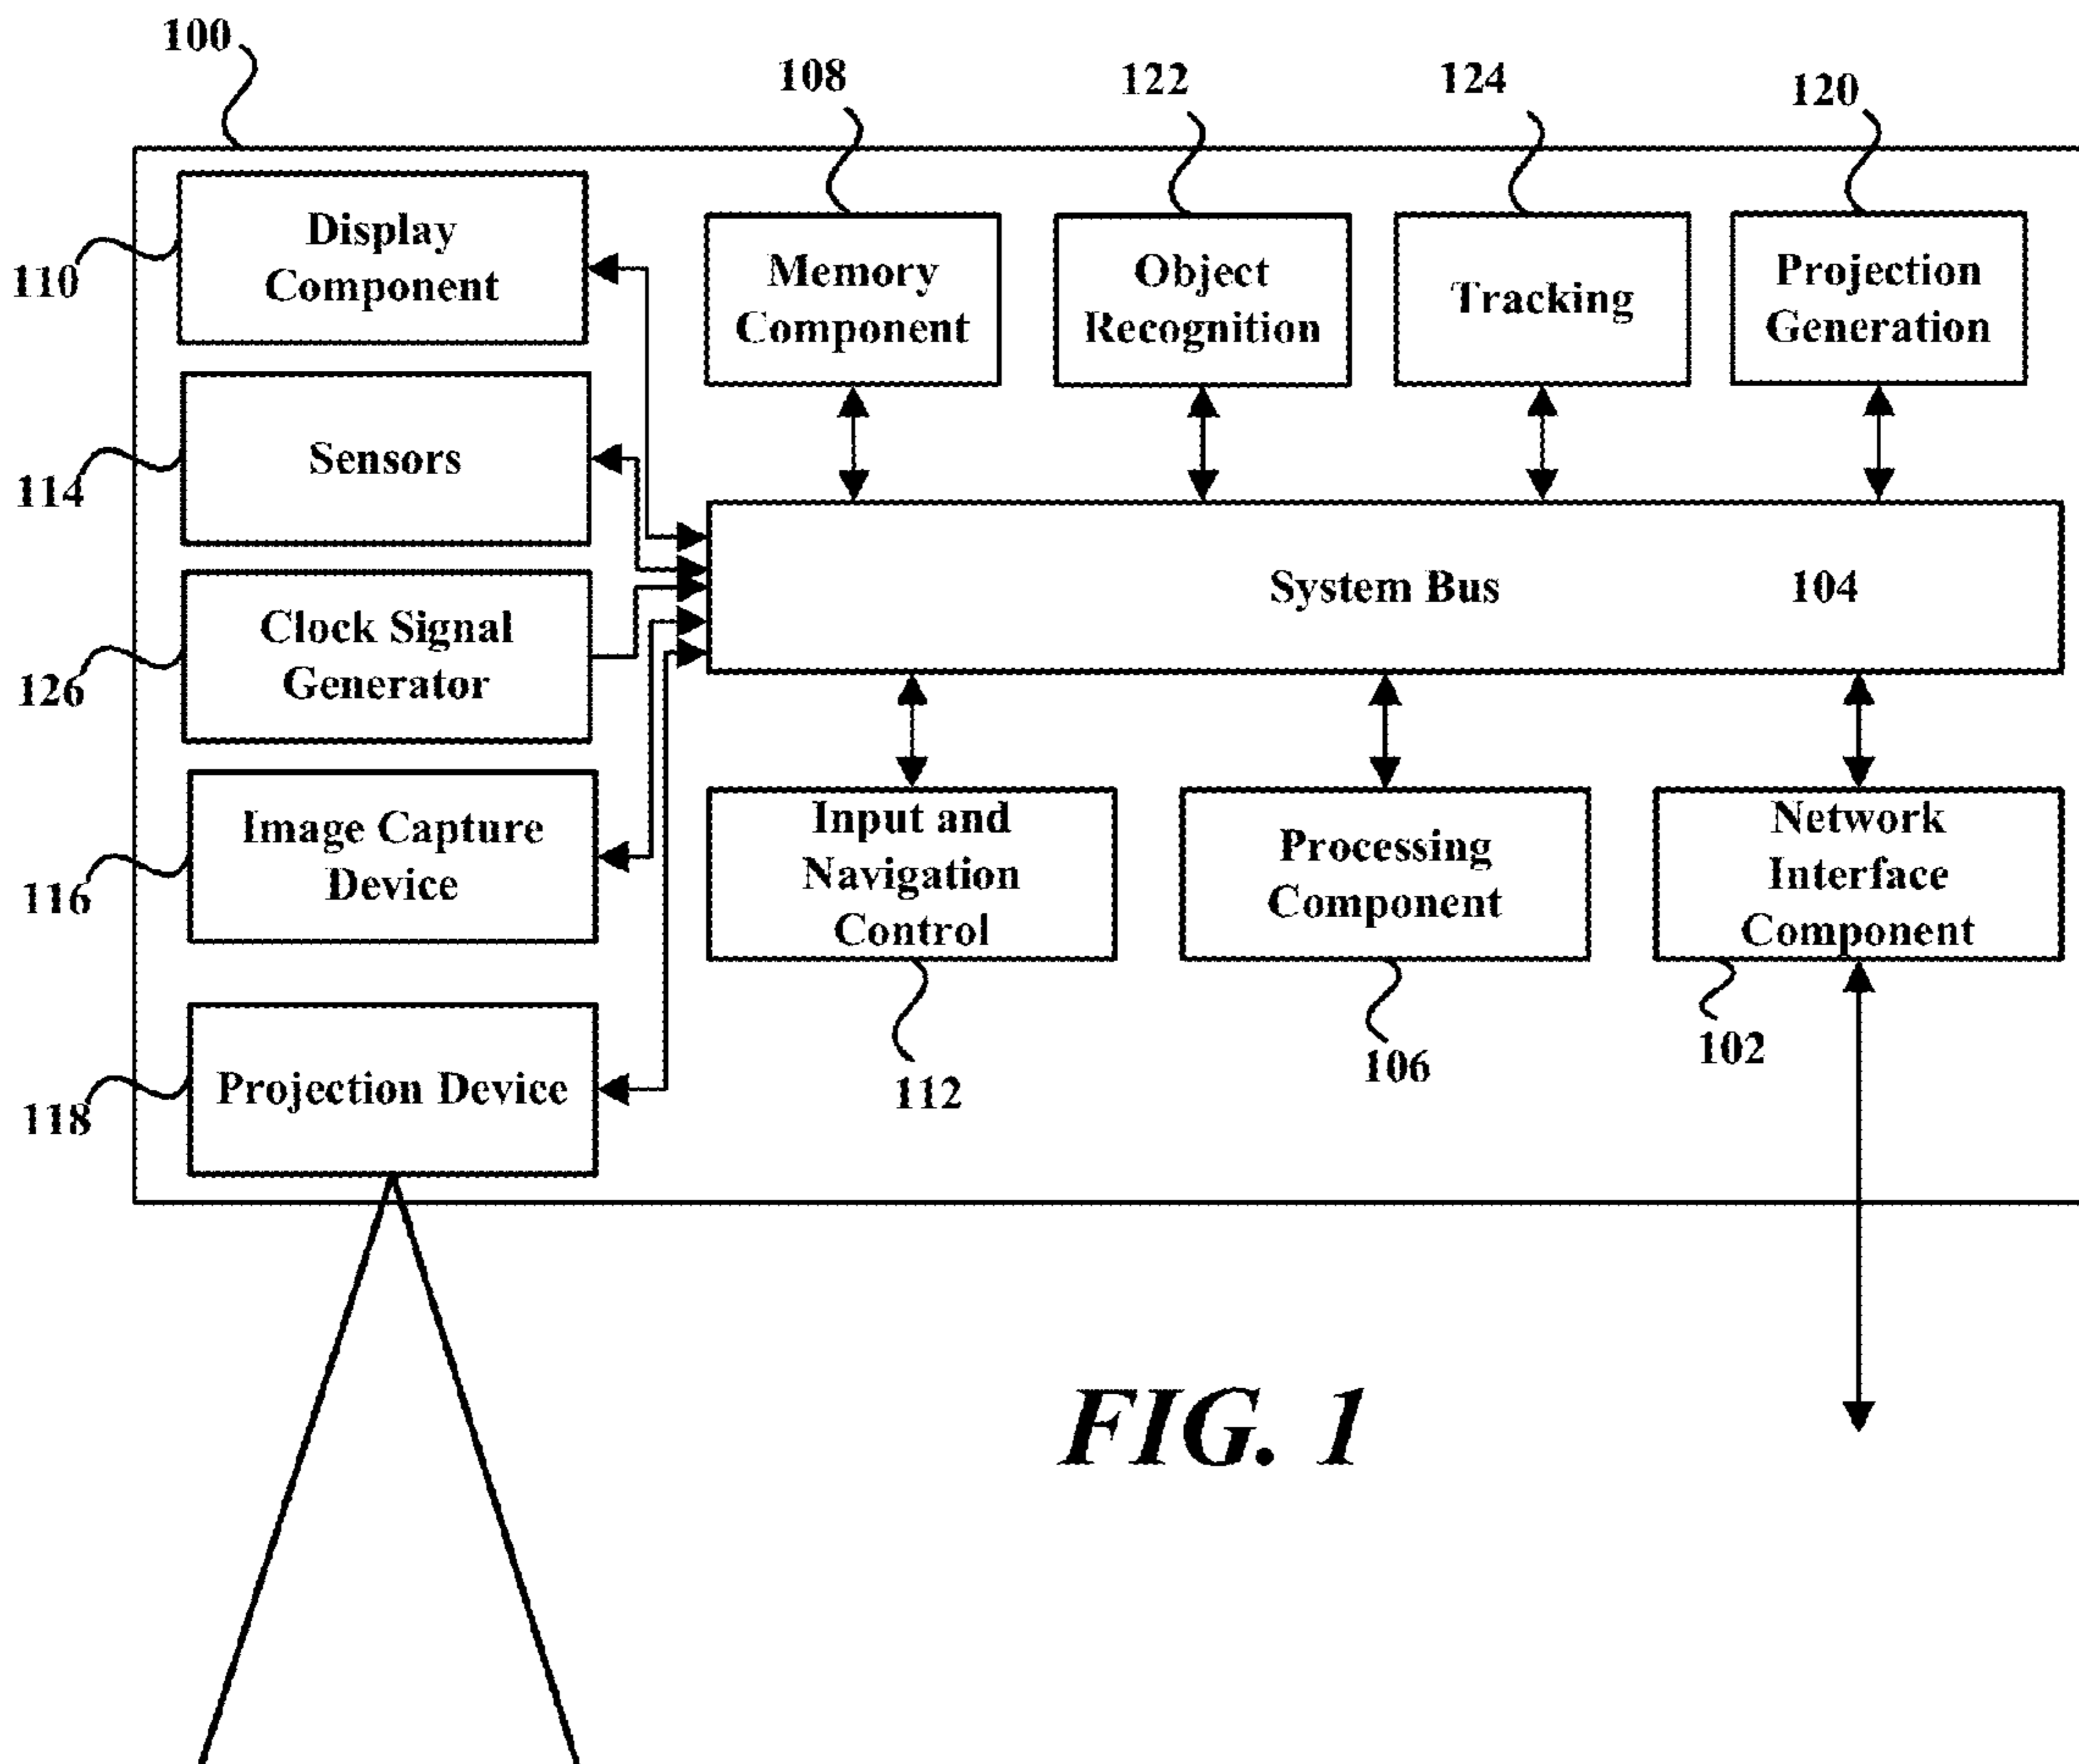 100
108
122
124
120
110
Display
Component
Memory
Component
Object
Recognition
Tracking
Projection
Generation
114
Sensors
126
Clock Signal
Generator
System Bus
104
116
Image Capture
Device
Input and
Navigation
Control
Processing
Component
Network
Interface
Component
118
Projection Device
112
106
102
FIG. 1